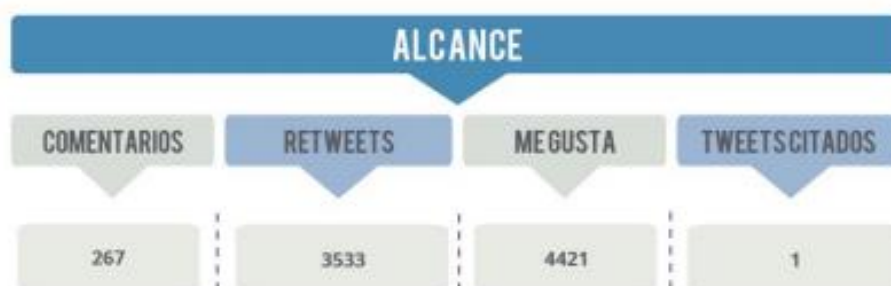 ALCANCE
COMENTARIOS RETWEETS ME GUSTA TWEETS CITADOS
267 3533 4421 1